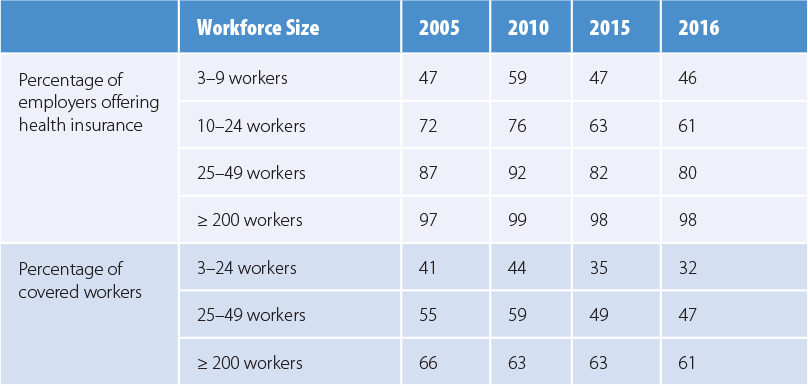 Workforce Size 2005 2010 2015 2016
Percentage of
employers offering
health insurance
3–9 workers 47 59 47 46
10–24 workers 72 76 63 61
25–49 workers 87 92 82 80
≥ 200 workers 97 99 98 98
Percentage of
covered workers
3–24 workers 41 44 35 32
25–49 workers 55 59 49 47
≥ 200 workers 66 63 63 61